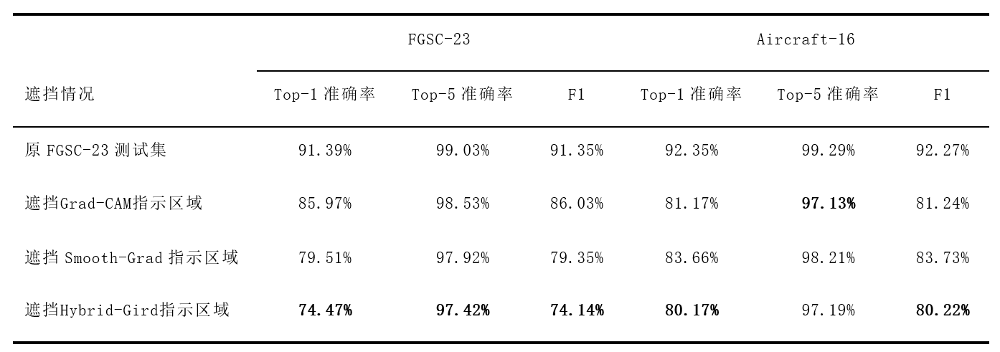 FGSC-23 Aircraft-16
遮挡情况 Top-1 准确率 Top-5 准确率 F1 Top-1 准确率 Top-5 准确率 F1
原 FGSC-23 测试集 91.39% 99.03% 91.35% 92.35% 99.29% 92.27%
遮挡Grad-CAM指示区域 85.97% 98.53% 86.03% 81.17% 97.13% 81.24%
遮挡 Smooth-Grad 指示区域 79.51% 97.92% 79.35% 83.66% 98.21% 83.73%
遮挡Hybrid-Gird指示区域 74.47% 97.42% 74.14% 80.17% 97.19% 80.22%